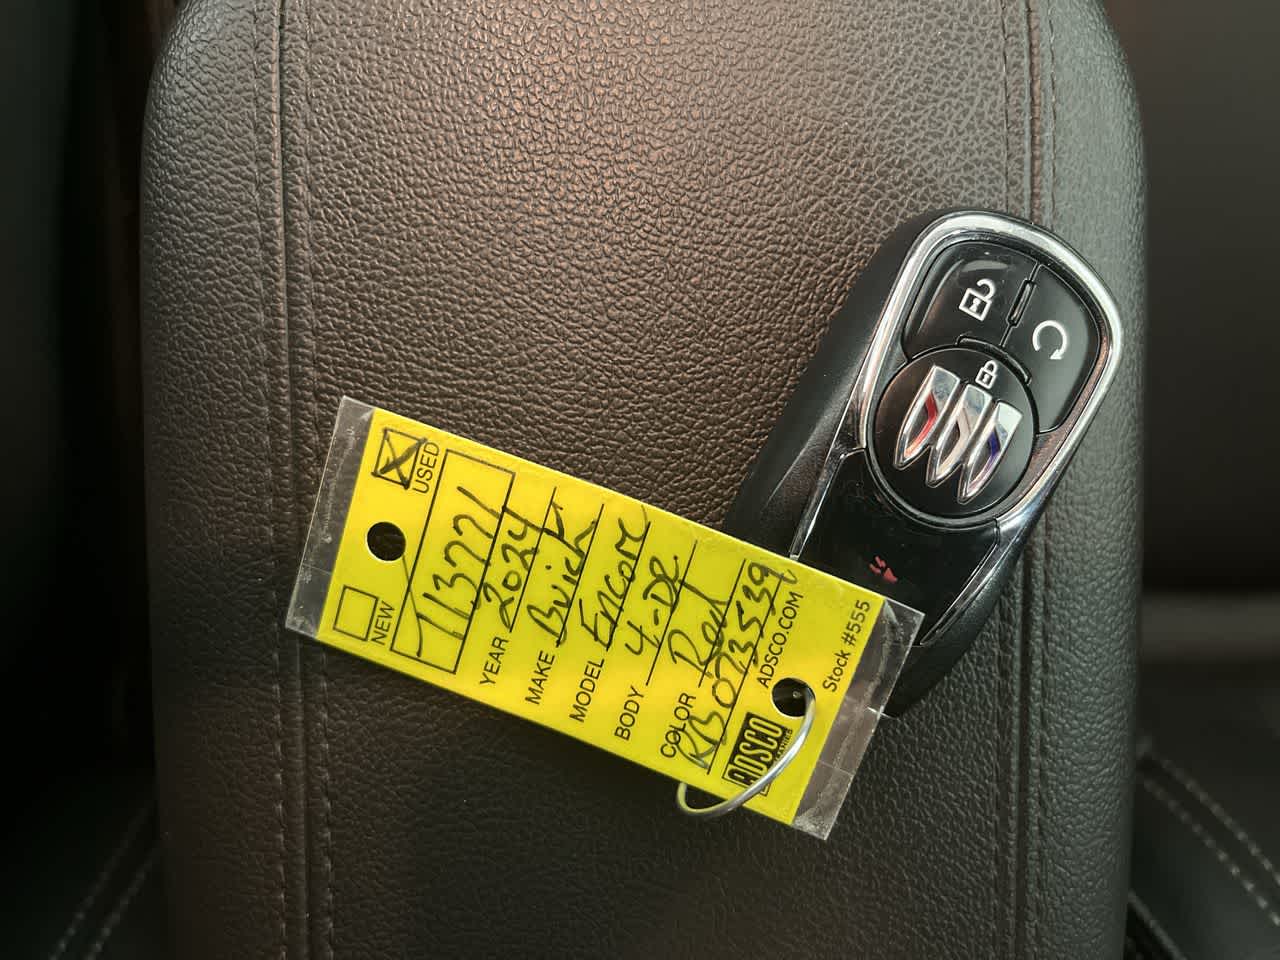 NEW
USED
T13771
YEAR 2024
MAKE Buick
MODEL Encore
BODY 4-DR.
COLOR Red
RB073539
ADSCO
ADSCO.COM
Stock #555